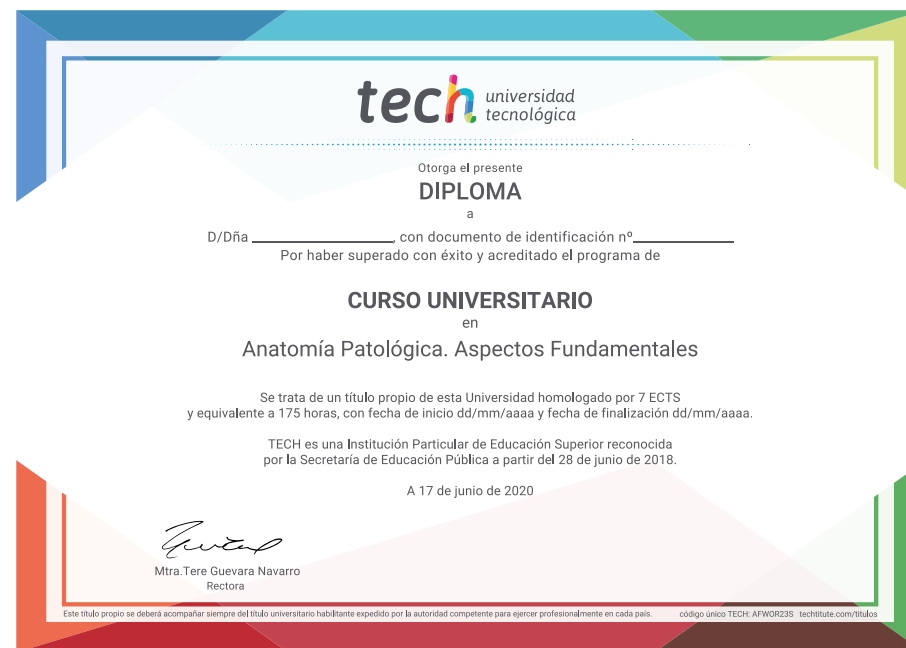 tech universidad
tecnológica
Otorga el presente
DIPLOMA
a
D/Dña ____________________, con documento de identificación nº______________
Por haber superado con éxito y acreditado el programa de
CURSO UNIVERSITARIO
en
Anatomía Patológica. Aspectos Fundamentales
Se trata de un título propio de esta Universidad homologado por 7 ECTS
y equivalente a 175 horas, con fecha de inicio dd/mm/aaaa y fecha de finalización dd/mm/aaaa.
TECH es una Institución Particular de Educación Superior reconocida
por la Secretaría de Educación Pública a partir del 28 de junio de 2018.
A 17 de junio de 2020
Mtra.Tere Guevara Navarro
Rectora
Este título propio se deberá acompañar siempre del título universitario habilitante expedido por la autoridad competente para ejercer profesionalmente en cada país. código único TECH: AFWOR23S techtitute.com/títulos